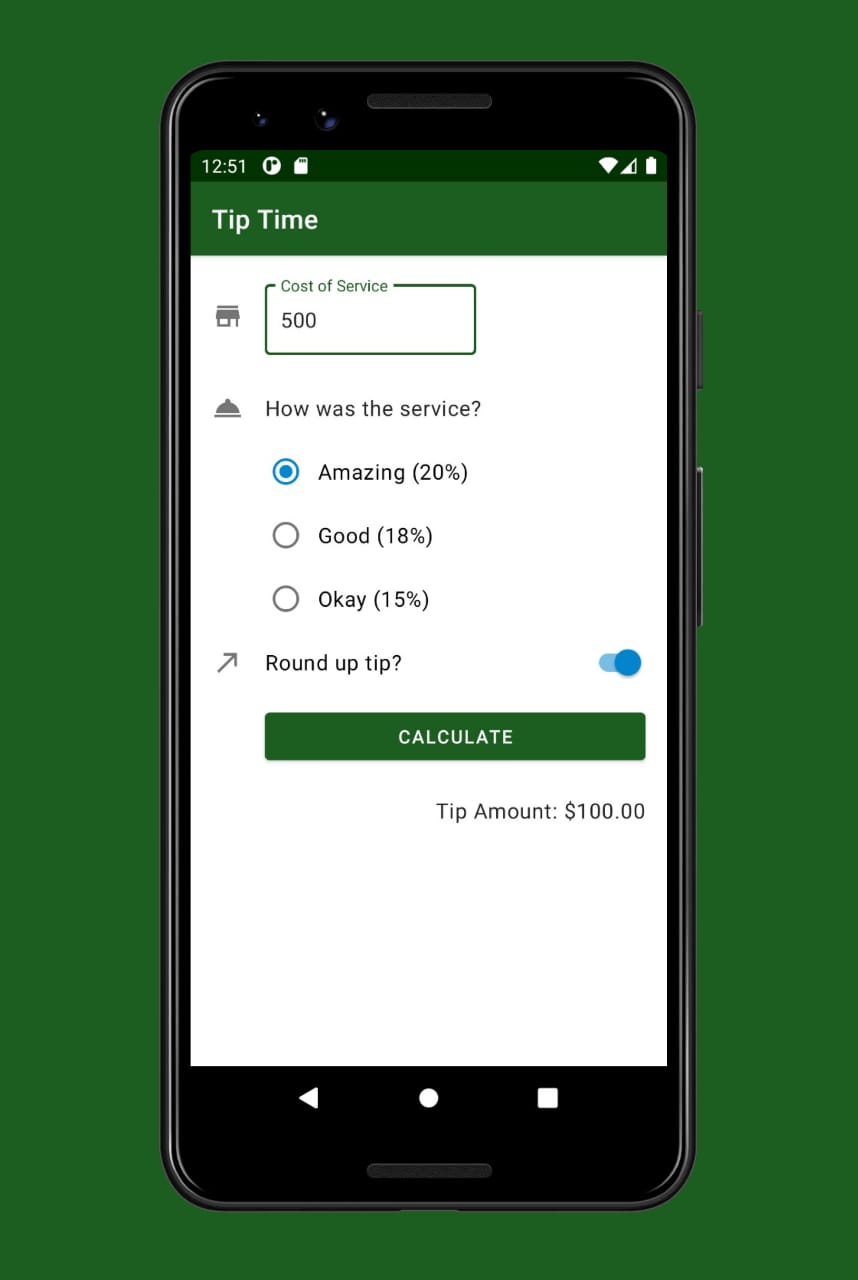 12:51
Tip Time
Cost of Service
500
How was the service?
Amazing (20%)
Good (18%)
Okay (15%)
Round up tip?
CALCULATE
Tip Amount: $100.00